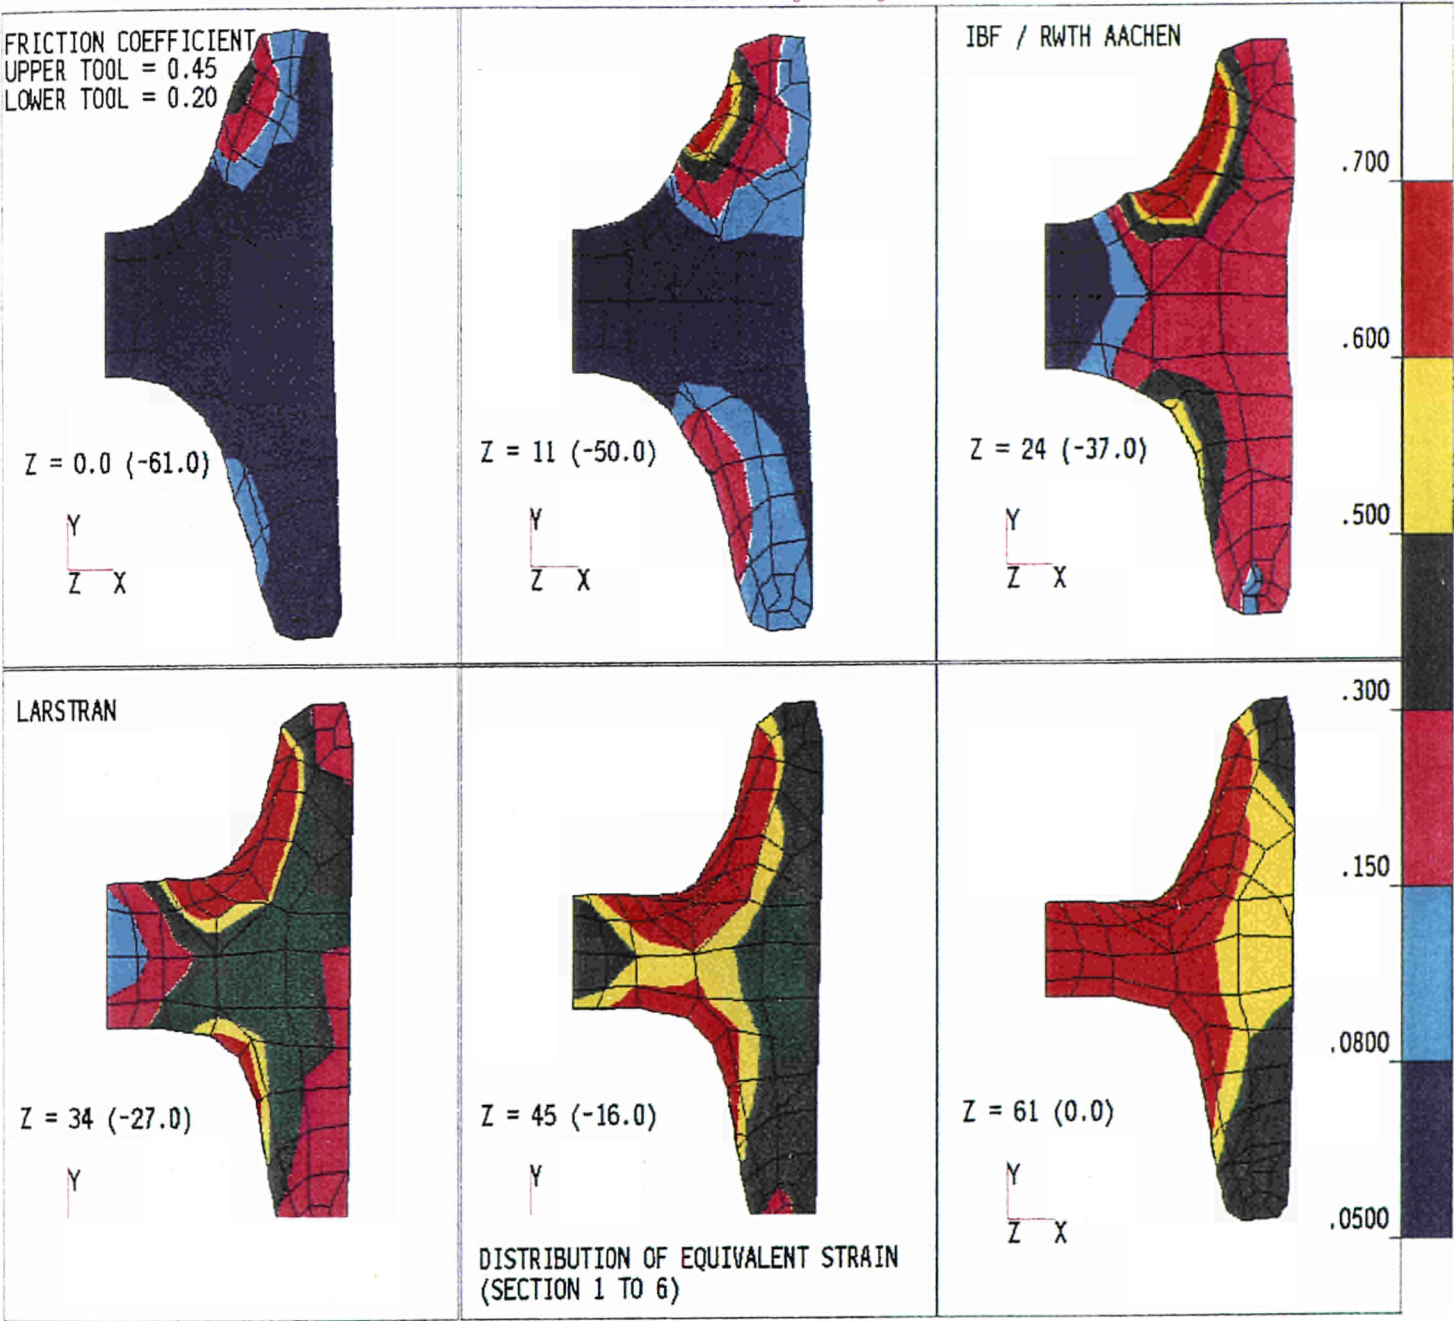 FRICTION COEFFICIENT
UPPER TOOL = 0.45
LOWER TOOL = 0.20
IBF / RWTH AACHEN
.700
.600
Z = 0.0 (-61.0)
Z = 11 (-50.0)
Z = 24 (-37.0)
.500
Y
Z X
Y
Z X
Y
Z X
LARSTRAN
.300
.150
.0800
Z = 34 (-27.0)
Z = 45 (-16.0)
Z = 61 (0.0)
Y
Y
Y
Z X
.0500
DISTRIBUTION OF EQUIVALENT STRAIN
(SECTION 1 TO 6)